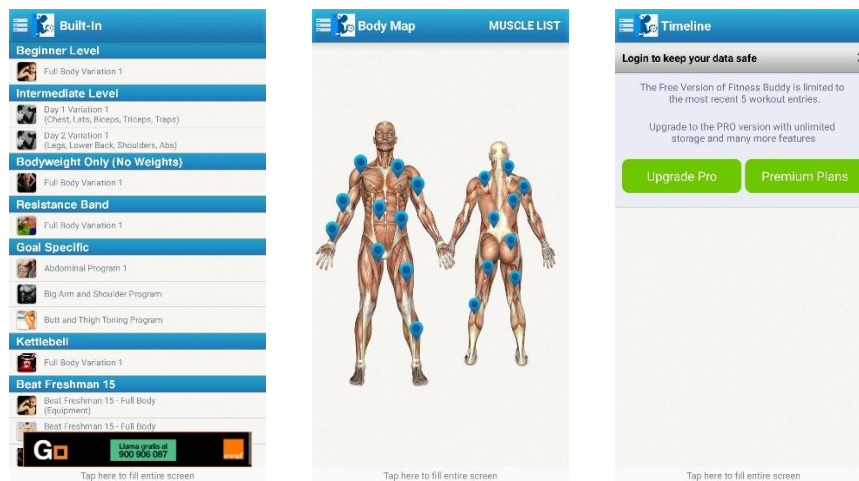 Built-In
Beginner Level
Full Body Variation 1
Intermediate Level
Day 1 Variation 1
(Chest, Lats, Biceps, Triceps, Traps)
Day 2 Variation 1
(Legs, Lower Back, Shoulders, Abs)
Bodyweight Only (No Weights)
Full Body Variation 1
Resistance Band
Full Body Variation 1
Goal Specific
Abdominal Program 1
Big Arm and Shoulder Program
Butt and Thigh Toning Program
Kettlebell
Full Body Variation 1
Beat Freshman 15
Beat Freshman 15 - Full Body
(Equipment)
Beat Freshman 15 - Full Body
Go
Llama gratis al
900 906 087
Tap here to fill entire screen
Body Map
MUSCLE LIST
Tap here to fill entire screen
Timeline
Login to keep your data safe
The Free Version of Fitness Buddy is limited to
the most recent 5 workout entries.
Upgrade to the PRO version with unlimited
storage and many more features
Upgrade Pro
Premium Plans
Tap here to fill entire screen